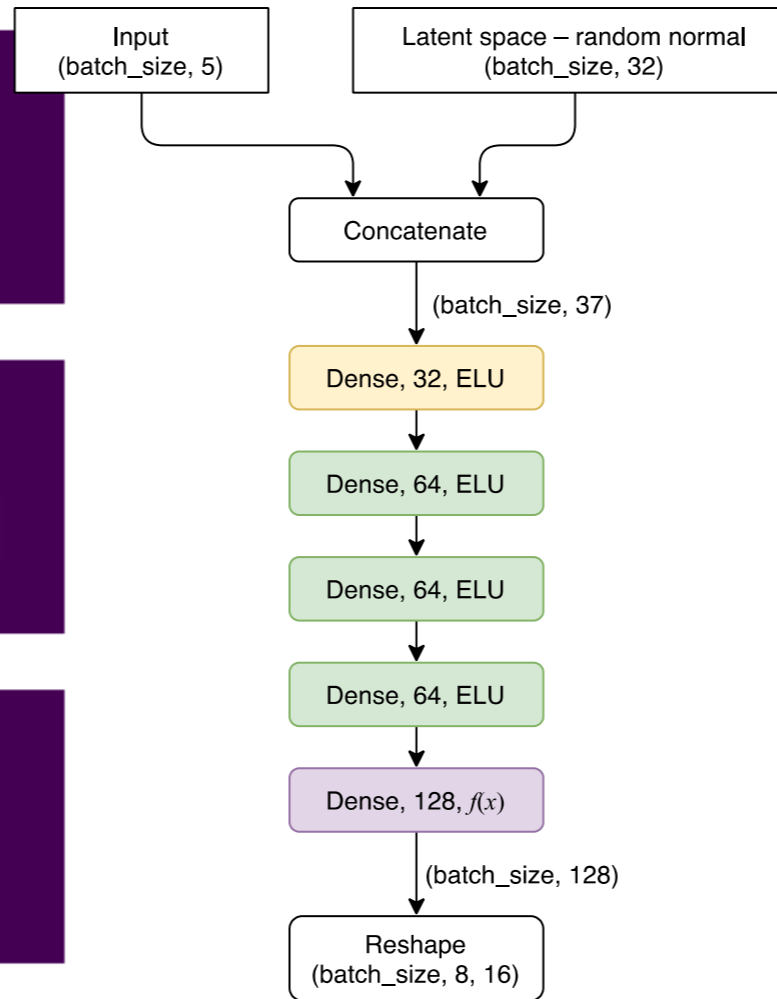 Input
(batch_size, 5)
Latent space – random normal
(batch_size, 32)
Concatenate
(batch_size, 37)
Dense, 32, ELU
Dense, 64, ELU
Dense, 64, ELU
Dense, 64, ELU
Dense, 128, f(x)
(batch_size, 128)
Reshape
(batch_size, 8, 16)